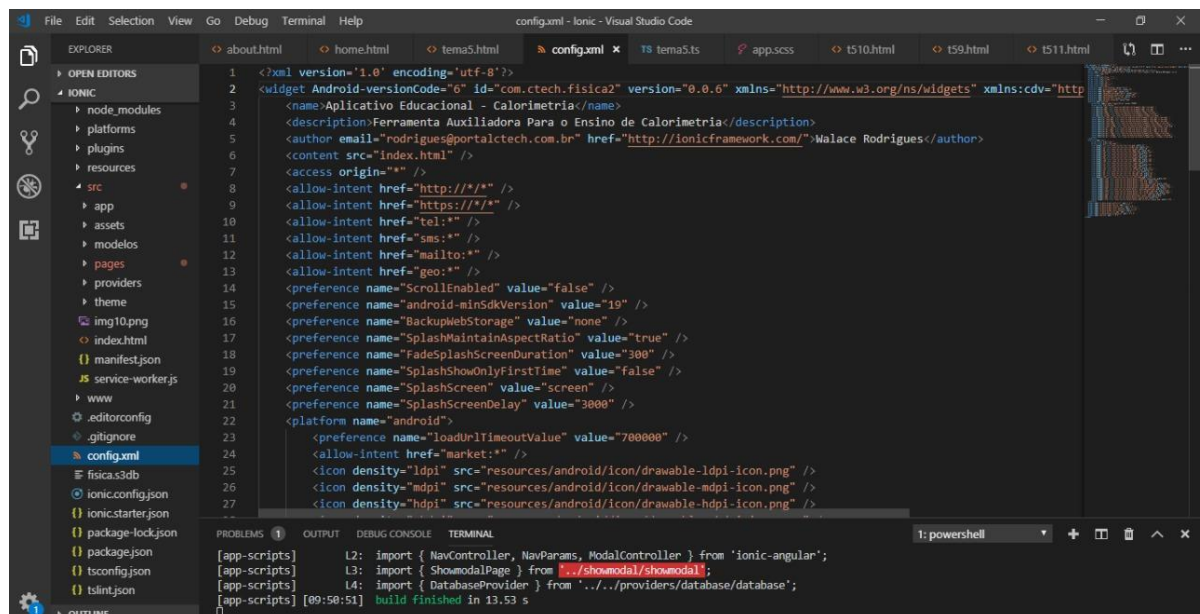 File Edit Selection View Go Debug Terminal Help
config.xml - Ionic - Visual Studio Code
EXPLORER
OPEN EDITORS
IONIC
node_modules
platforms
plugins
resources
src
app
assets
modelos
pages
providers
theme
img10.png
index.html
manifest.json
JS service-worker.js
www
.editorconfig
.gitignore
config.xml
fisica.s3db
ionic.config.json
ionic.starter.json
package-lock.json
package.json
tsconfig.json
tslint.json
OUTLINE
1
about.html home.html tema5.html config.xml TS tema5.ts app.scss t510.html t59.html t511.html
1 <?xml version='1.0' encoding='utf-8'?>
2 <widget Android-versionCode="6" id="com.ctech.fisica2" version="0.0.6" xmlns="http://www.w3.org/ns/widgets" xmlns:cdv="http
3 <name>Aplicativo Educacional - Calorimetria</name>
4 <description>Ferramenta Auxiliadora Para o Ensino de Calorimetria</description>
5 <author email="rodrigues@portalctech.com.br" href="http://ionicframework.com/">Walace Rodrigues</author>
6 <content src="index.html" />
7 <access origin="*" />
8 <allow-intent href="http://*/*" />
9 <allow-intent href="https://*/*" />
10 <allow-intent href="tel:*" />
11 <allow-intent href="sms:*" />
12 <allow-intent href="mailto:*" />
13 <allow-intent href="geo:*" />
14 <preference name="ScrollEnabled" value="false" />
15 <preference name="android-minSdkVersion" value="19" />
16 <preference name="BackupWebStorage" value="none" />
17 <preference name="SplashMaintainAspectRatio" value="true" />
18 <preference name="FadeSplashScreenDuration" value="300" />
19 <preference name="SplashShowOnlyFirstTime" value="false" />
20 <preference name="SplashScreen" value="screen" />
21 <preference name="SplashScreenDelay" value="3000" />
22 <platform name="android">
23 <preference name="loadUrlTimeoutValue" value="700000" />
24 <allow-intent href="market:*" />
25 <icon density="ldpi" src="resources/android/icon/drawable-ldpi-icon.png" />
26 <icon density="mdpi" src="resources/android/icon/drawable-mdpi-icon.png" />
27 <icon density="hdpi" src="resources/android/icon/drawable-hdpi-icon.png" />
PROBLEMS 1 OUTPUT DEBUG CONSOLE TERMINAL 1: powershell
[app-scripts] L2: import { NavController, NavParams, ModalController } from 'ionic-angular';
[app-scripts] L3: import { ShowmodalPage } from '../showmodal/showmodal';
[app-scripts] L4: import { DatabaseProvider } from '../../providers/database/database';
[app-scripts] [09:50:51] build finished in 13.53 s